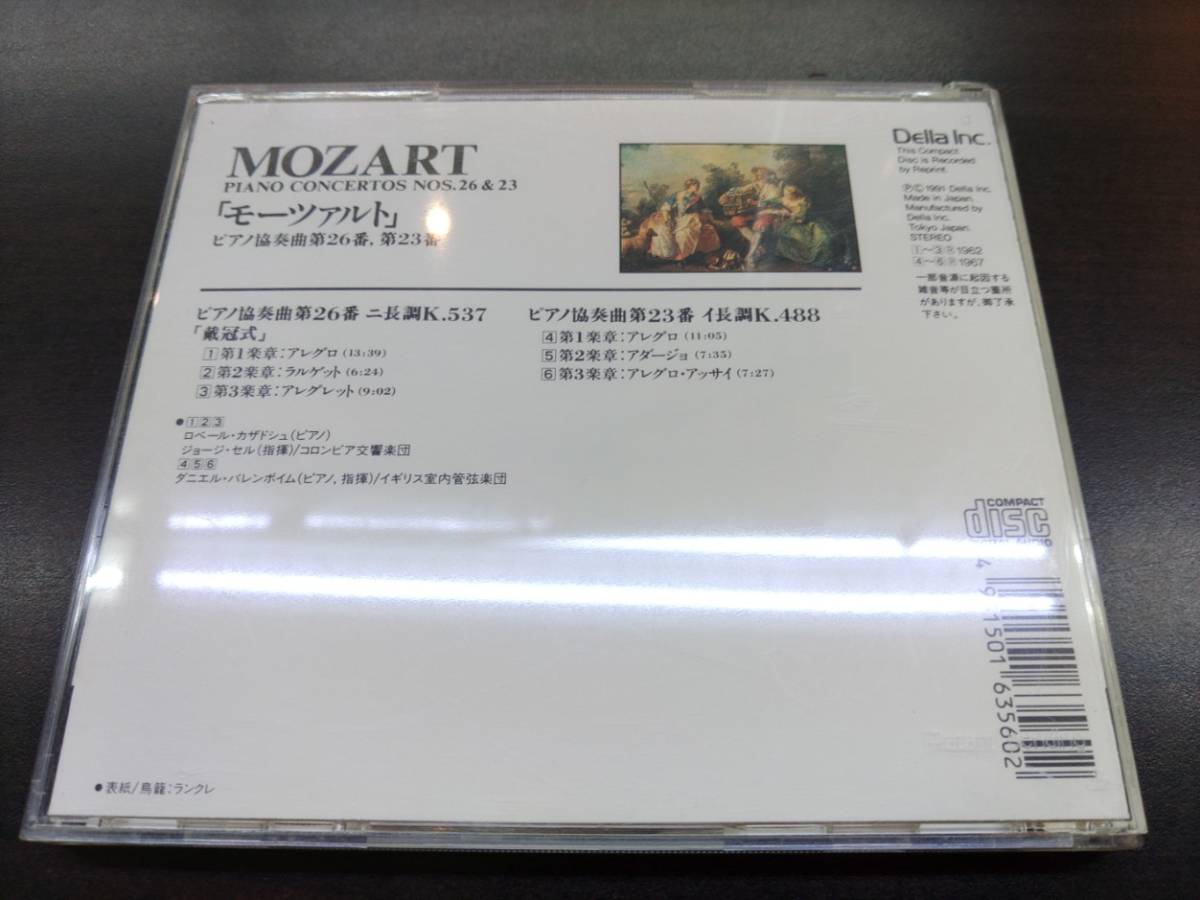 MOZART
PIANO CONCERTOS NOS.26 & 23
「モーツァルト」
ピアノ協奏曲第26番, 第23番
Della Inc.
This Compact
Disc is Recorded
by Reprint.
ⓅⒸ 1991 Della Inc.
Made in Japan.
Manufactured by
Della Inc.
Tokyo Japan.
STEREO
1〜3 Ⓟ 1962
4〜6 Ⓟ 1967
一部音源に起因する
雑音等が目立つ箇所
がありますが、御了承
下さい。
ピアノ協奏曲第26番 ニ長調K.537
「戴冠式」
1 第1楽章：アレグロ (13:39)
2 第2楽章：ラルゲット (6:24)
3 第3楽章：アレグレット (9:02)
ピアノ協奏曲第23番 イ長調K.488
4 第1楽章：アレグロ (11:05)
5 第2楽章：アダージョ (7:35)
6 第3楽章：アレグロ・アッサイ (7:27)
●1 2 3
ロベール・カザドシュ(ピアノ)
ジョージ・セル(指揮)/コロンビア交響楽団
4 5 6
ダニエル・バレンボイム(ピアノ, 指揮)/イギリス室内管弦楽団
COMPACT
disc
DIGITAL AUDIO
4 911501 635602
●表紙/鳥籠：ランクレ